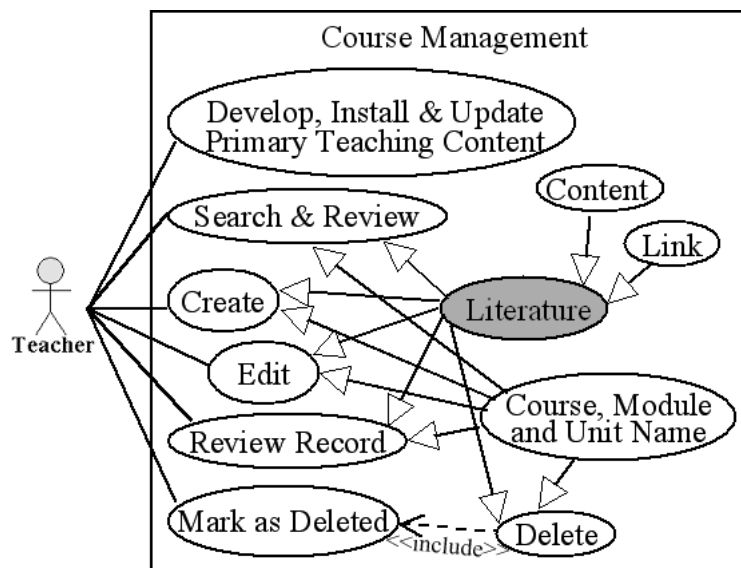 Course Management
Develop, Install & Update
Primary Teaching Content
Content
Search & Review
Link
Create
Literature
Teacher
Edit
Course, Module
and Unit Name
Review Record
Mark as Deleted
Delete
<<include>>